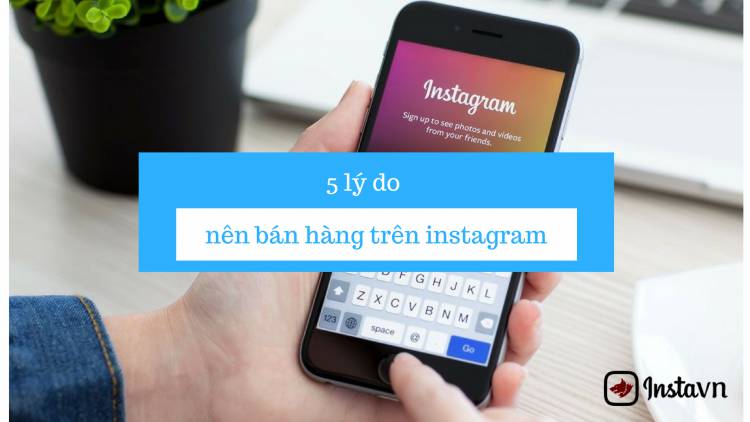 Instagram
Sign up to see photos and videos
from your friends.
5 lý do
nên bán hàng trên instagram
D F G H J K L
Z X C V B N M
123 space @ . Go
Instavn